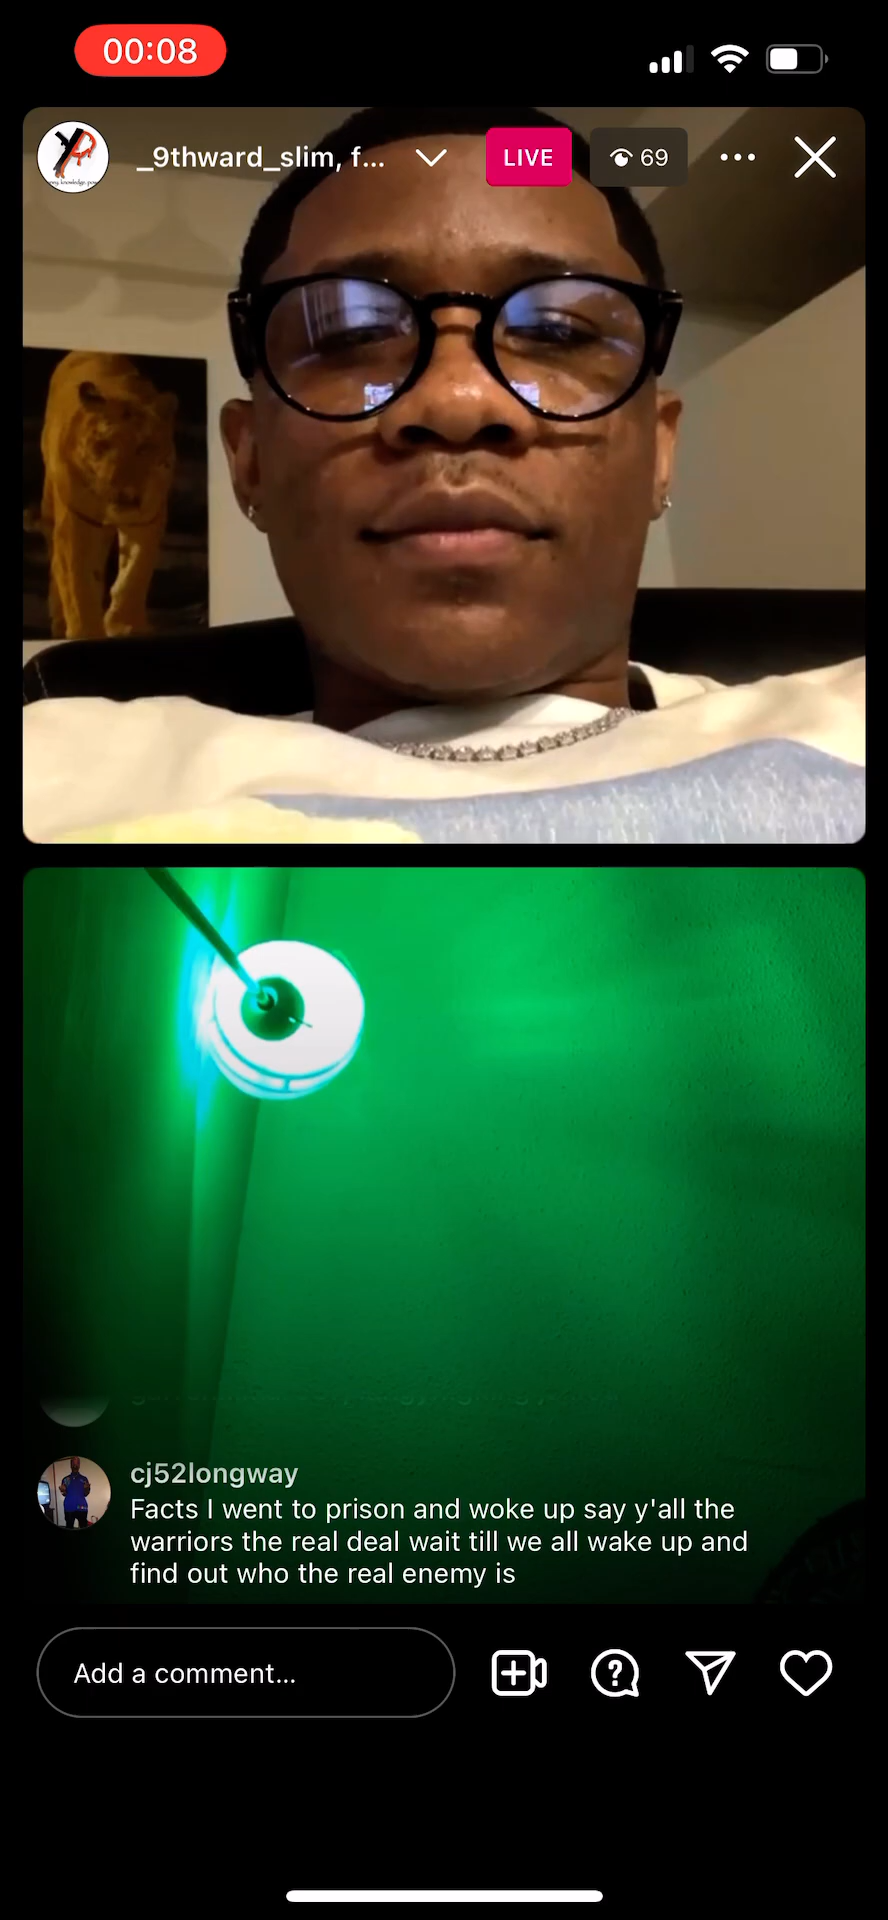 00:08
_9thward_slim, f...
LIVE
69
cj52longway
Facts I went to prison and woke up say y'all the
warriors the real deal wait till we all wake up and
find out who the real enemy is
Add a comment...